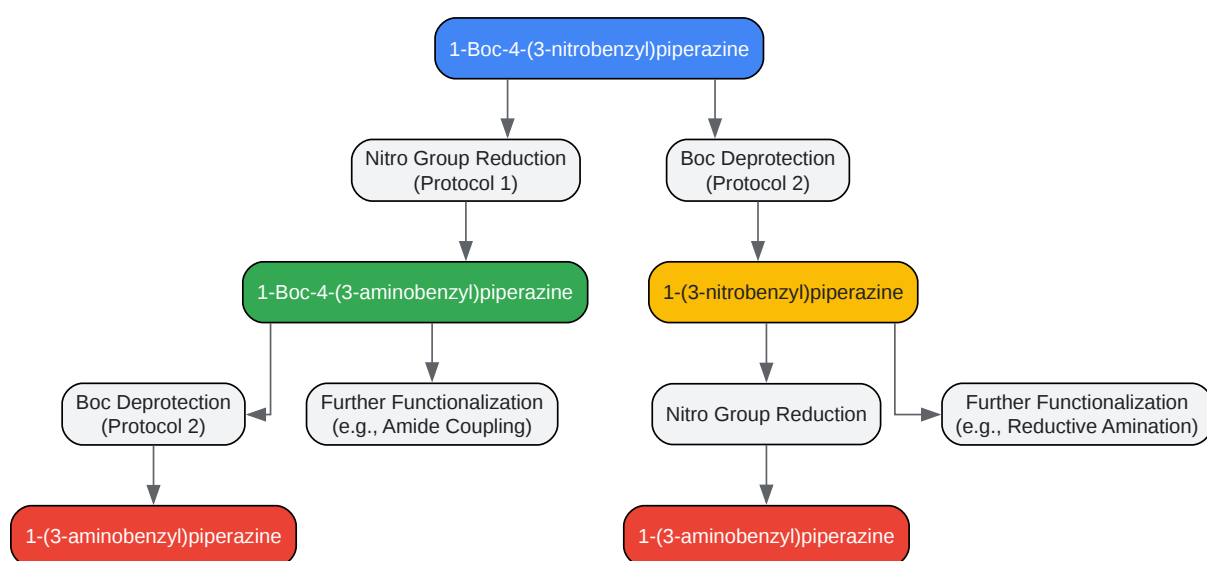 1-Boc-4-(3-nitrobenzyl)piperazine
Nitro Group Reduction
(Protocol 1)
Boc Deprotection
(Protocol 2)
1-Boc-4-(3-aminobenzyl)piperazine
1-(3-nitrobenzyl)piperazine
Boc Deprotection
(Protocol 2)
Further Functionalization
(e.g., Amide Coupling)
Nitro Group Reduction
Further Functionalization
(e.g., Reductive Amination)
1-(3-aminobenzyl)piperazine
1-(3-aminobenzyl)piperazine